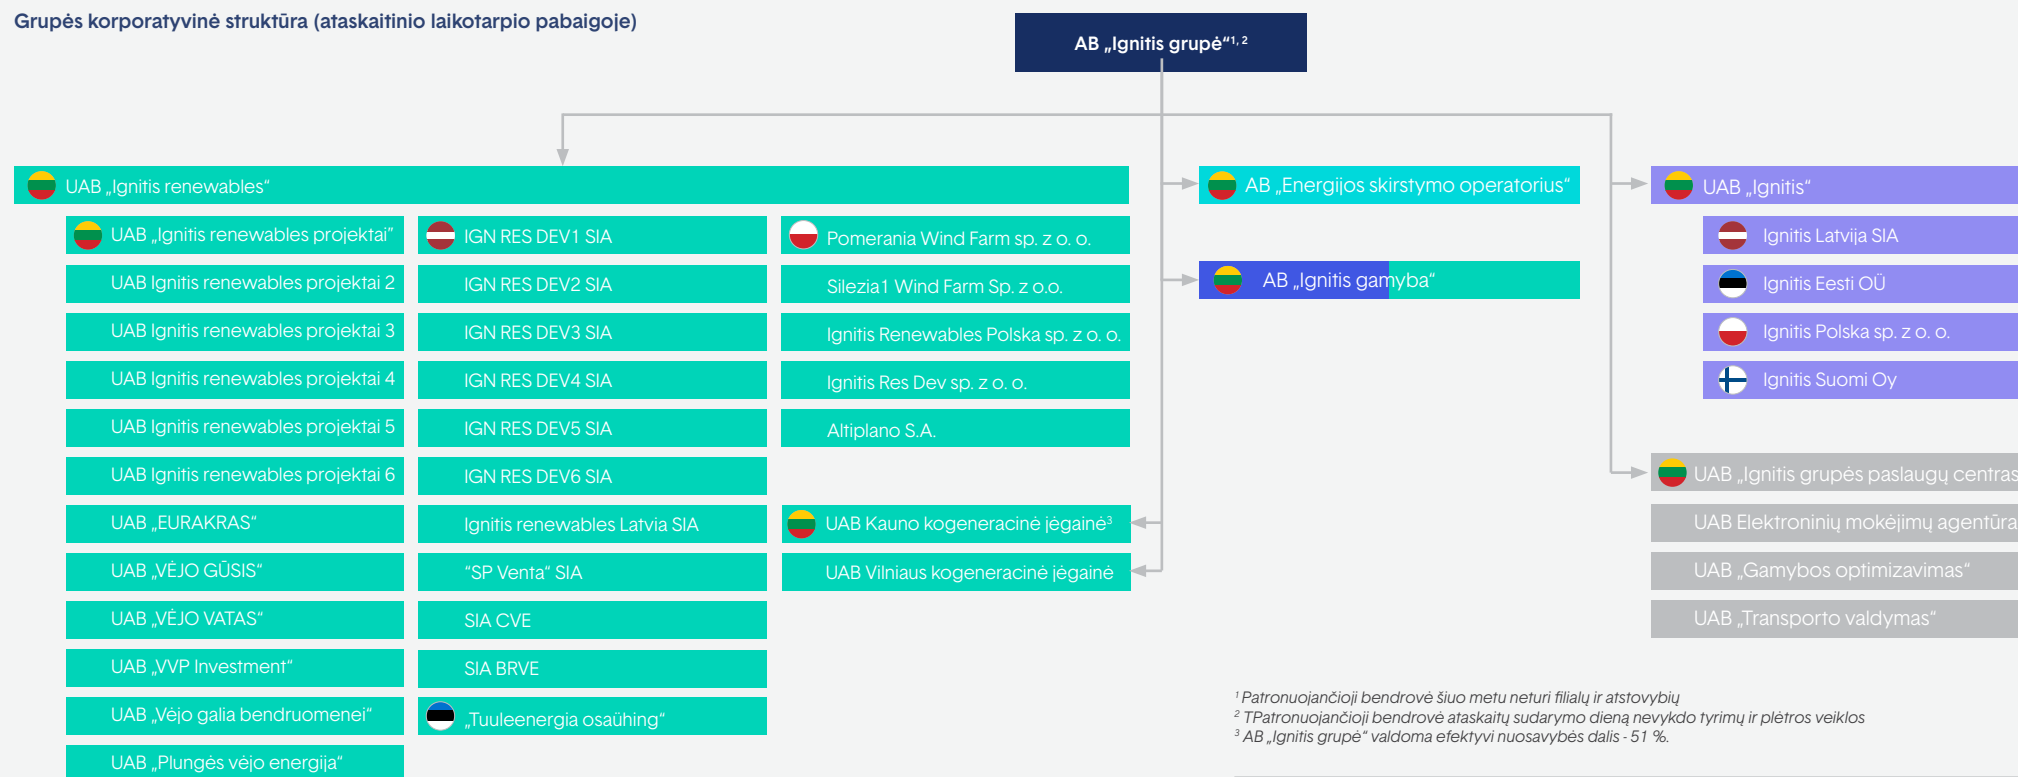 Grupės korporatyvinė struktūra (ataskaitinio laikotarpio pabaigoje)
AB „Ignitis grupė“¹, ²
UAB „Ignitis renewables“
UAB „Ignitis renewables projektai”
UAB Ignitis renewables projektai 2
UAB Ignitis renewables projektai 3
UAB Ignitis renewables projektai 4
UAB Ignitis renewables projektai 5
UAB Ignitis renewables projektai 6
UAB „EURAKRAS“
UAB „VĖJO GŪSIS“
UAB „VĖJO VATAS“
UAB „VVP Investment“
UAB „Vėjo galia bendruomenei“
UAB „Plungės vėjo energija“
IGN RES DEV1 SIA
IGN RES DEV2 SIA
IGN RES DEV3 SIA
IGN RES DEV4 SIA
IGN RES DEV5 SIA
IGN RES DEV6 SIA
Ignitis renewables Latvia SIA
“SP Venta“ SIA
SIA CVE
SIA BRVE
„Tuuleenergia osaühing“
Pomerania Wind Farm sp. z o. o.
Silezia1 Wind Farm Sp. z o.o.
Ignitis Renewables Polska sp. z o. o.
Ignitis Res Dev sp. z o. o.
Altiplano S.A.
UAB Kauno kogeneracinė jėgainė³
UAB Vilniaus kogeneracinė jėgainė
AB „Energijos skirstymo operatorius“
AB „Ignitis gamyba“
UAB „Ignitis“
Ignitis Latvija SIA
Ignitis Eesti OÜ
Ignitis Polska sp. z o. o.
Ignitis Suomi Oy
UAB „Ignitis grupės paslaugų centras
UAB Elektroninių mokėjimų agentūra
UAB „Gamybos optimizavimas“
UAB „Transporto valdymas“
¹ Patronuojančioji bendrovė šiuo metu neturi filialų ir atstovybių
² TPatronuojančioji bendrovė ataskaitų sudarymo dieną nevykdo tyrimų ir plėtros veiklos
³ AB „Ignitis grupė“ valdoma efektyvi nuosavybės dalis - 51 %.